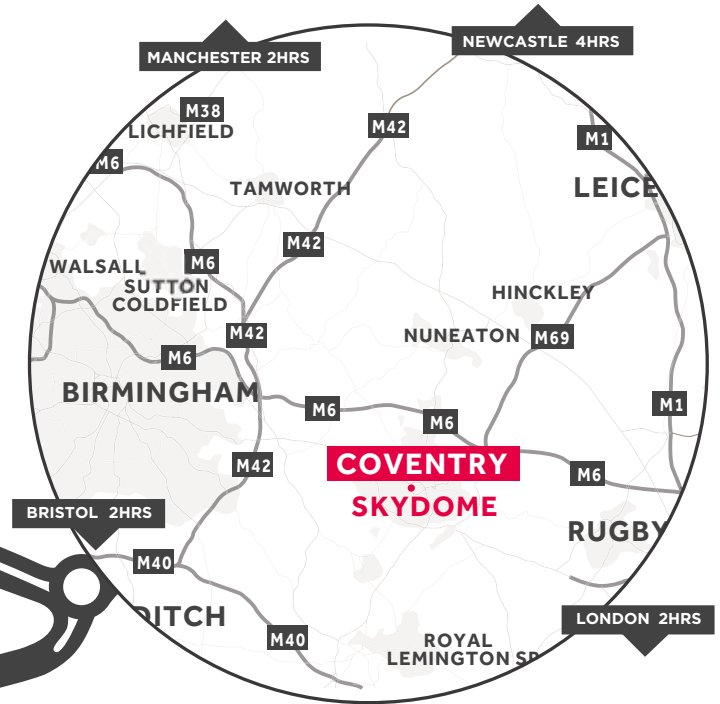 MANCHESTER 2HRS
NEWCASTLE 4HRS
M38
LICHFIELD
M42
M1
M6
TAMWORTH
LEICE
M42
WALSALL
M6
SUTTON
COLDFIELD
HINCKLEY
M42
NUNEATON
M69
M6
BIRMINGHAM
M6
M6
M1
COVENTRY
M42
M6
SKYDOME
BRISTOL 2HRS
RUGBY
M40
DITCH
LONDON 2HRS
M40
ROYAL
LEMINGTON SP